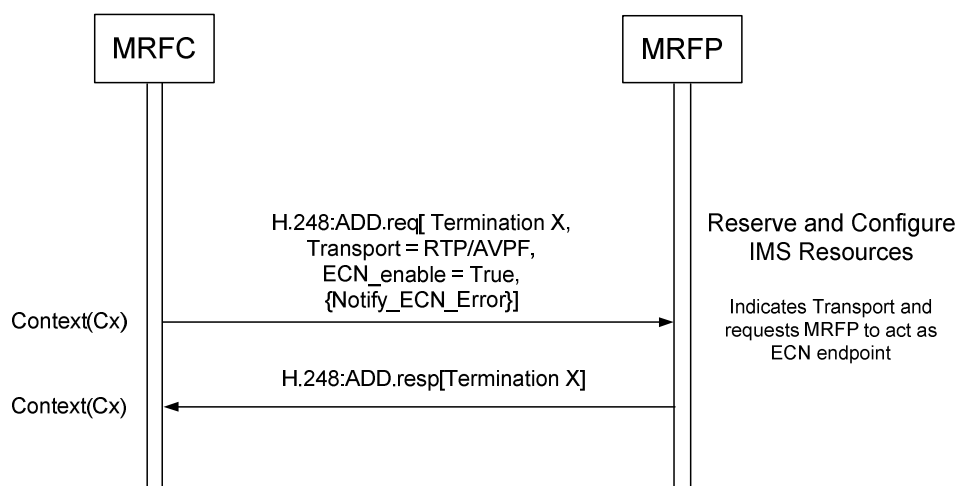 MRFC
MRFP
H.248:ADD.req[ Termination X,
Transport = RTP/AVPF,
ECN_enable = True,
{Notify_ECN_Error}]
Reserve and Configure
IMS Resources
Context(Cx)
Indicates Transport and
requests MRFP to act as
ECN endpoint
H.248:ADD.resp[Termination X]
Context(Cx)